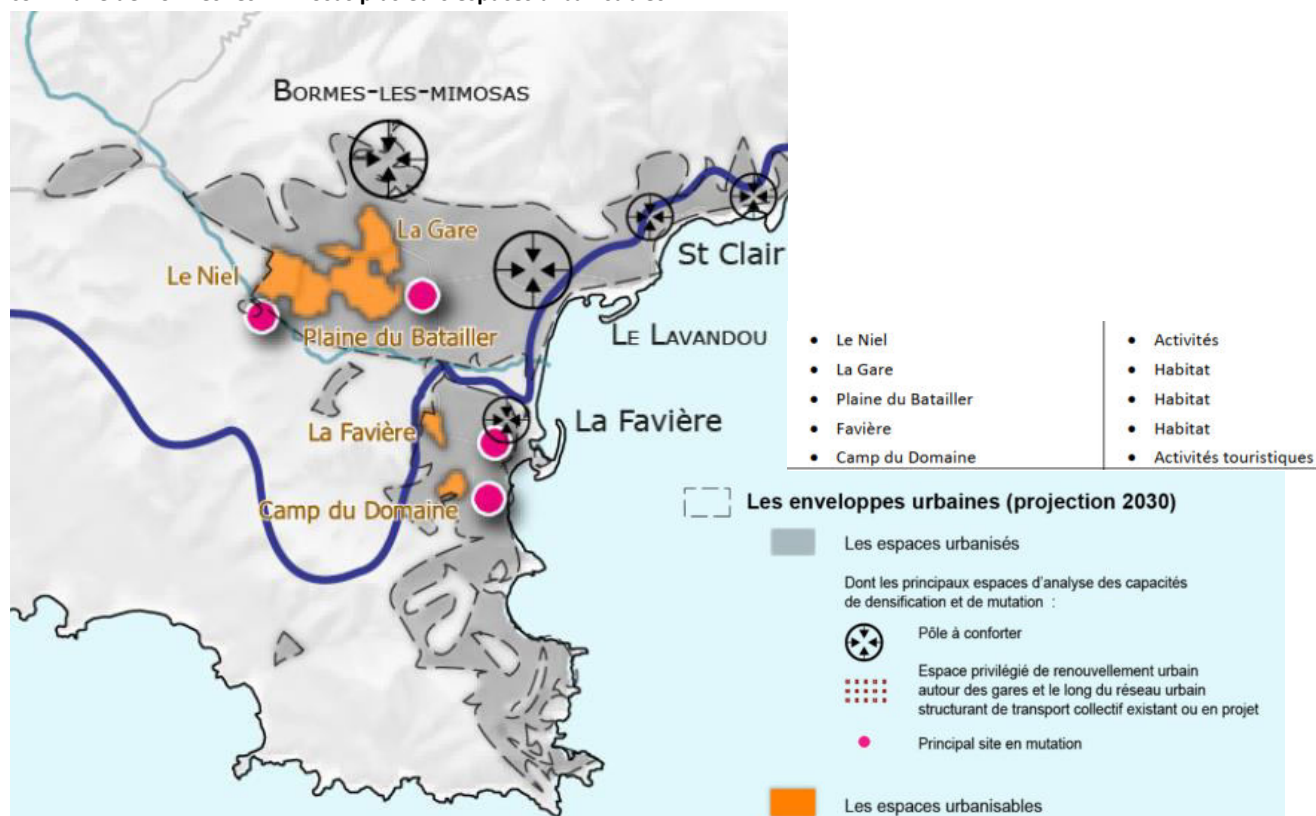 BORMES-LES-MIMOSAS
La Gare
St Clair
Le Niel
Plaine du Batailler
LE LAVANDOU
La Favière
La Favière
Camp du Domaine
• Le Niel
• La Gare
• Plaine du Batailler
• Favière
• Camp du Domaine
• Activités
• Habitat
• Habitat
• Habitat
• Activités touristiques
Les enveloppes urbaines (projection 2030)
Les espaces urbanisés
Dont les principaux espaces d'analyse des capacités
de densification et de mutation :
Pôle à conforter
Espace privilégié de renouvellement urbain
autour des gares et le long du réseau urbain
structurant de transport collectif existant ou en projet
Principal site en mutation
Les espaces urbanisables